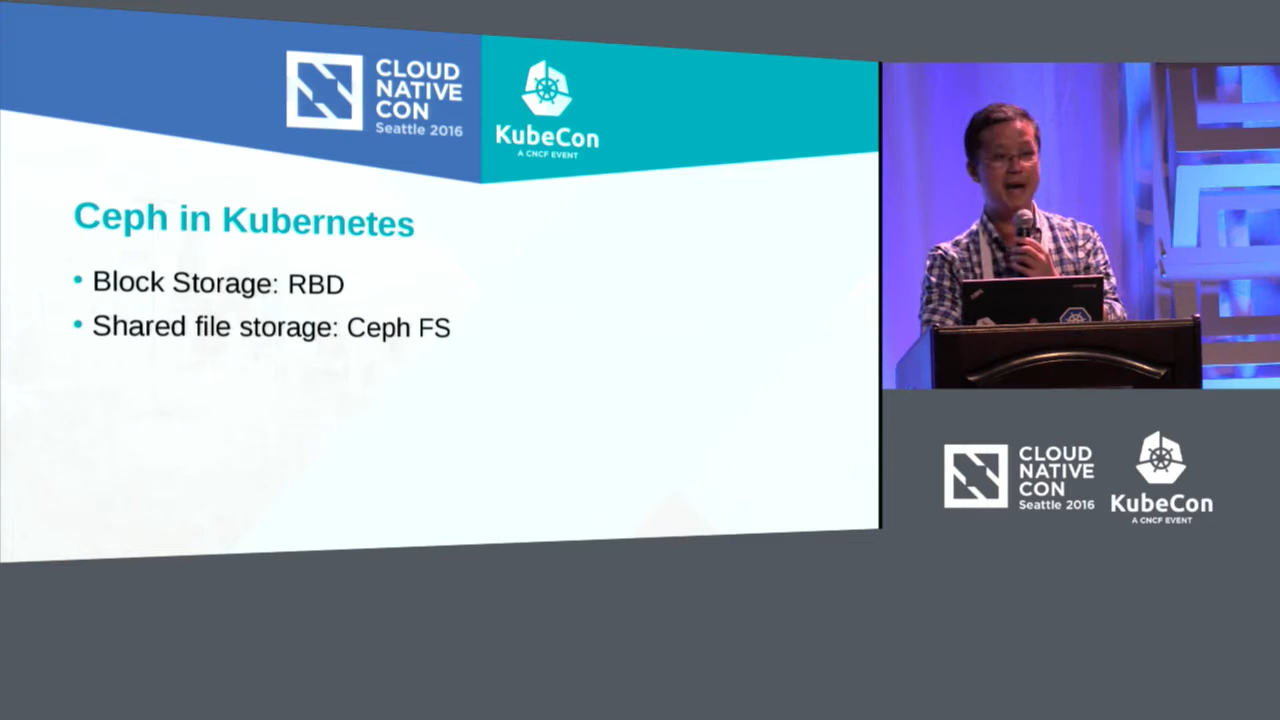 CLOUD
NATIVE
CON
Seattle 2016
KubeCon
A CNCF EVENT
Ceph in Kubernetes
• Block Storage: RBD
• Shared file storage: Ceph FS
CLOUD
NATIVE
CON
Seattle 2016
KubeCon
A CNCF EVENT